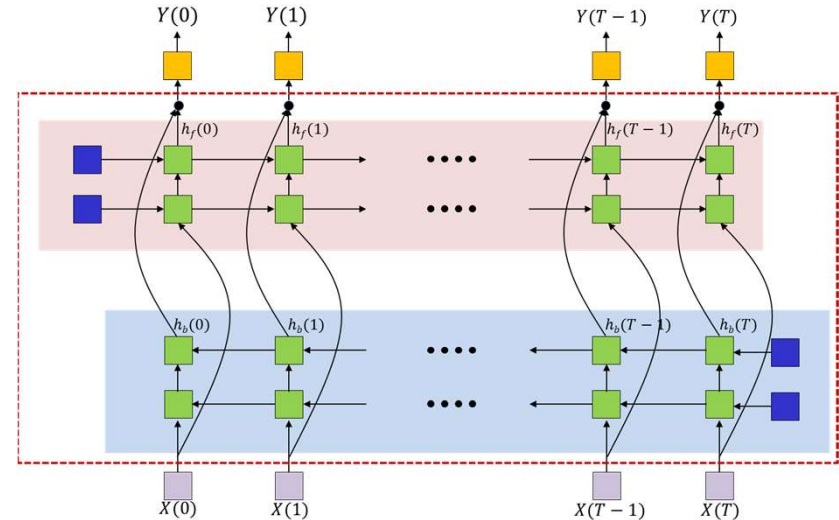 Y(0) Y(1) Y(T−1) Y(T)
h_f(0) h_f(1) h_f(T−1) h_f(T)
h_b(0) h_b(1) h_b(T−1) h_b(T)
X(0) X(1) X(T−1) X(T)